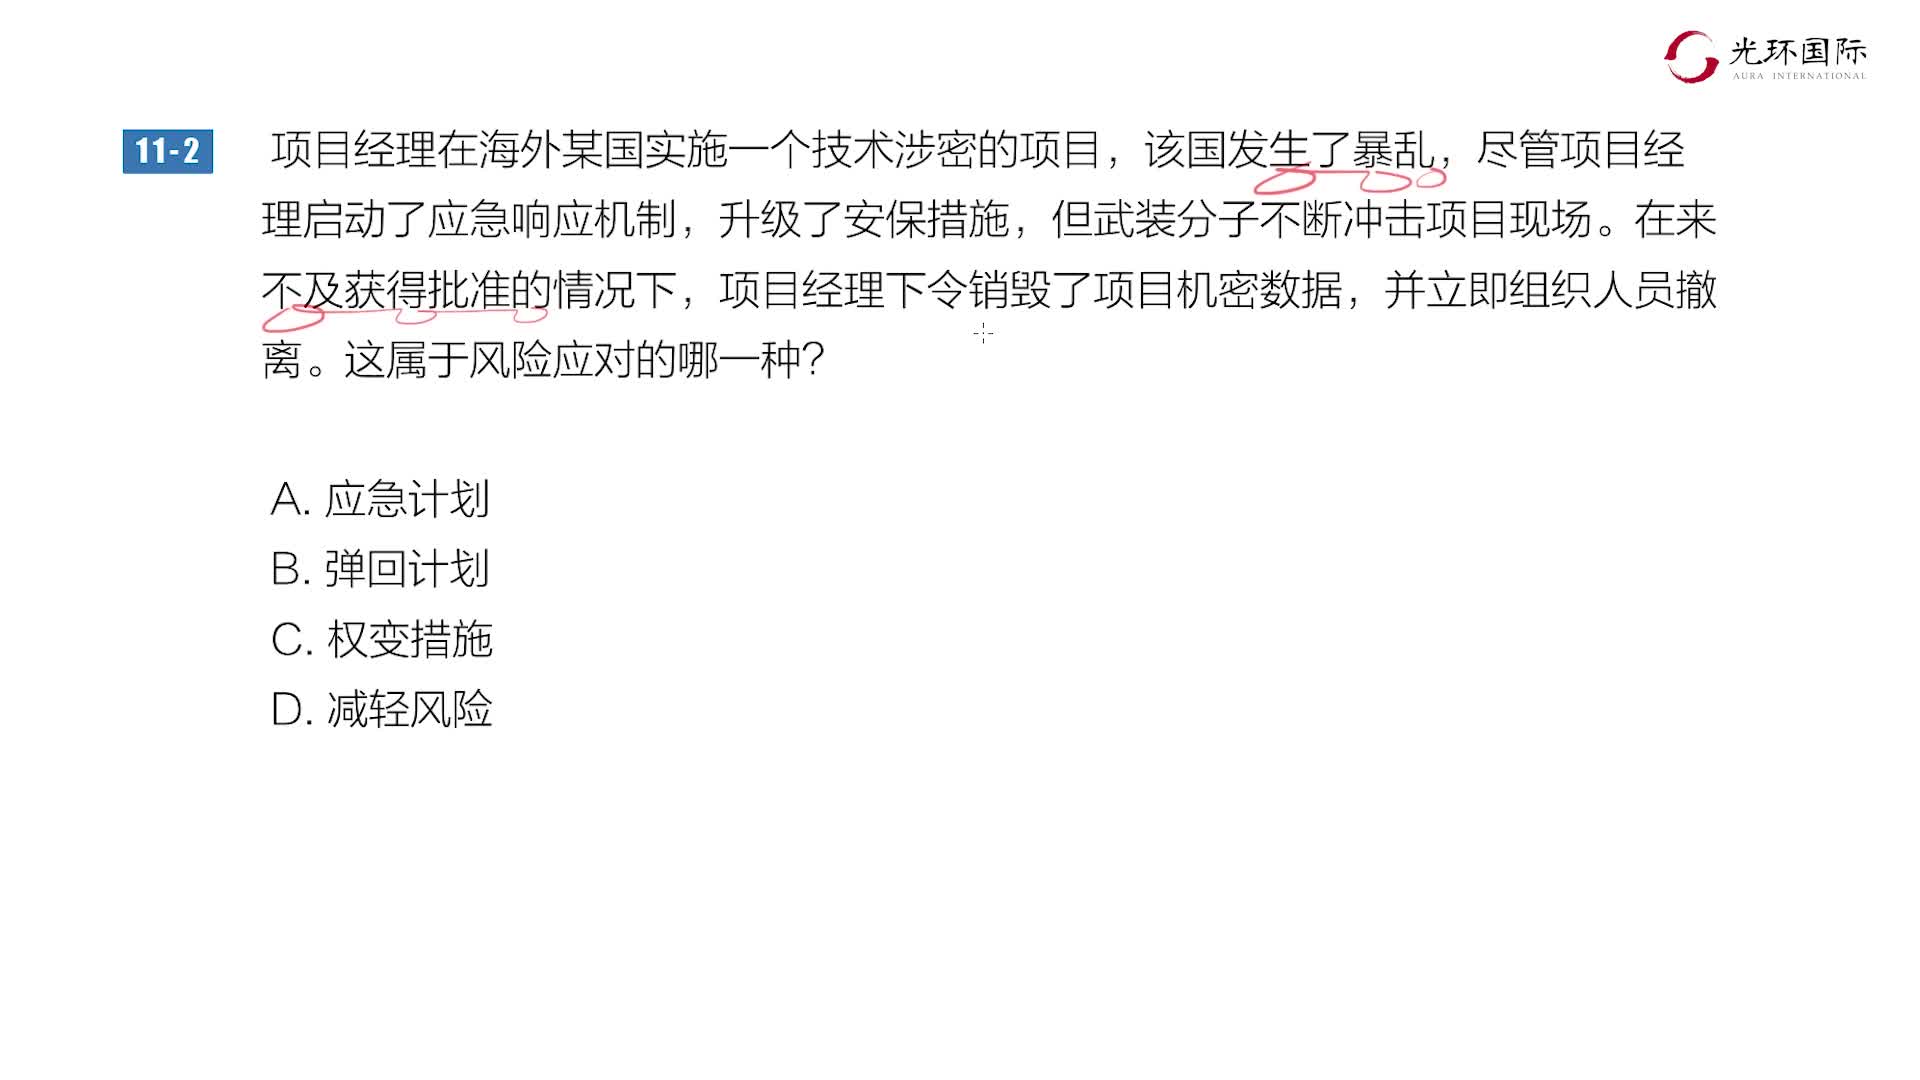 光环国际
AURA INTERNATIONAL
11-2 项目经理在海外某国实施一个技术涉密的项目，该国发生了暴乱，尽管项目经
理启动了应急响应机制，升级了安保措施，但武装分子不断冲击项目现场。在来
不及获得批准的情况下，项目经理下令销毁了项目机密数据，并立即组织人员撤
离。这属于风险应对的哪一种？
A. 应急计划
B. 弹回计划
C. 权变措施
D. 减轻风险